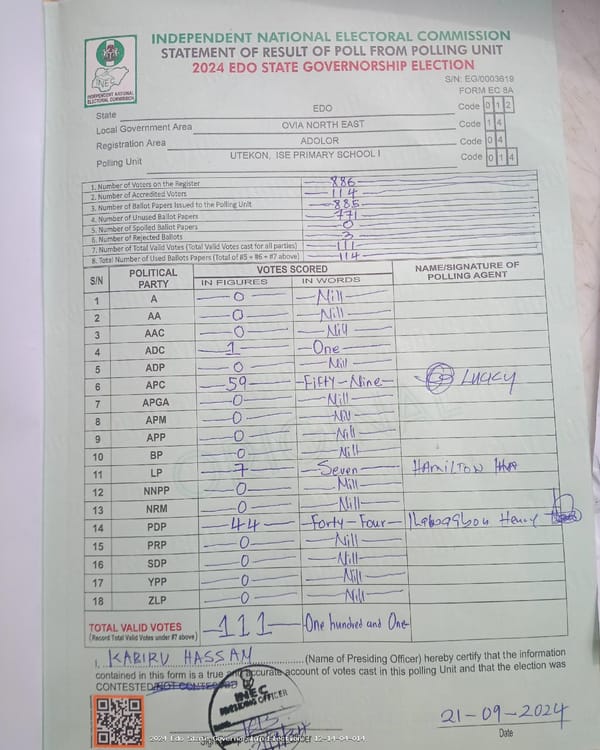 INDEPENDENT NATIONAL ELECTORAL COMMISSION
STATEMENT OF RESULT OF POLL FROM POLLING UNIT
2024 EDO STATE GOVERNORSHIP ELECTION
INEC
INDEPENDENT NATIONAL
ELECTORAL COMMISSION
S/N: EG/0003619
FORM EC 8A
State EDO Code 0 1 2
Local Government Area OVIA NORTH EAST Code 1 4
Registration Area ADOLOR Code 0 4
Polling Unit UTEKON, ISE PRIMARY SCHOOL I Code 0 1 4
1. Number of Voters on the Register 886
2. Number of Accredited Voters 114
3. Number of Ballot Papers Issued to the Polling Unit 885
4. Number of Unused Ballot Papers 771
5. Number of Spoiled Ballot Papers 0
6. Number of Rejected Ballots 3
7. Number of Total Valid Votes (Total Valid Votes cast for all parties) 111
8. Total Number of Used Ballots Papers (Total of #5 + #6 + #7 above) 114
S/N POLITICAL PARTY VOTES SCORED NAME/SIGNATURE OF POLLING AGENT
IN FIGURES IN WORDS
1 A 0 Nill
2 AA 0 Nill
3 AAC 0 Nill
4 ADC 1 One
5 ADP 0 Nill
6 APC 59 Fifty-Nine Lucky
7 APGA 0 Nill
8 APM 0 Nill
9 APP 0 Nill
10 BP 0 Nill
11 LP 7 Seven HAMILTON
12 NNPP 0 Nill
13 NRM 0 Nill
14 PDP 44 Forty-Four Henry
15 PRP 0 Nill
16 SDP 0 Nill
17 YPP 0 Nill
18 ZLP 0 Nill
TOTAL VALID VOTES 111 One hundred and One
(Record Total Valid Votes under #7 above)
I, KABIRU HASSAN (Name of Presiding Officer) hereby certify that the information
contained in this form is a true and accurate account of votes cast in this polling Unit and that the election was
CONTESTED/NOT CONTESTED
INEC
PRESIDING OFFICER
21-09-2024
Date
2024 Edo State Governorship Election 12-14-04-014